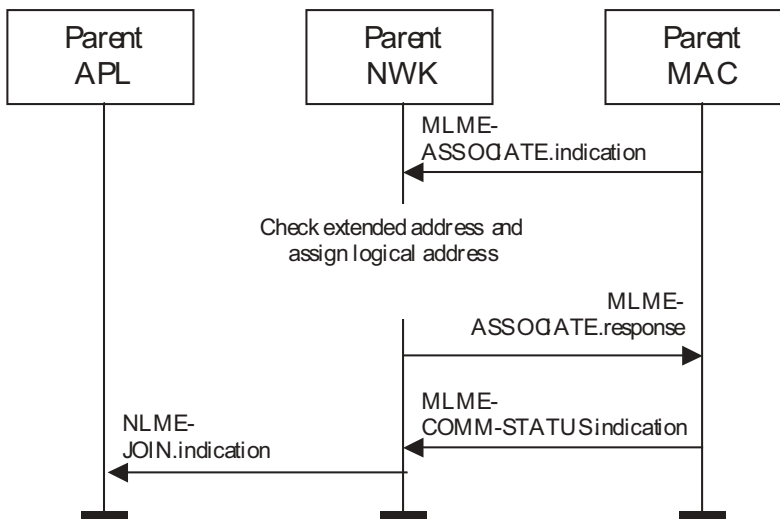 Parent
APL
Parent
NWK
Parent
MAC
MLME-
ASSOCIATE.indication
Check extended address and
assign logical address
MLME-
ASSOCIATE.response
MLME-
COMM-STATUS.indication
NLME-
JOIN.indication